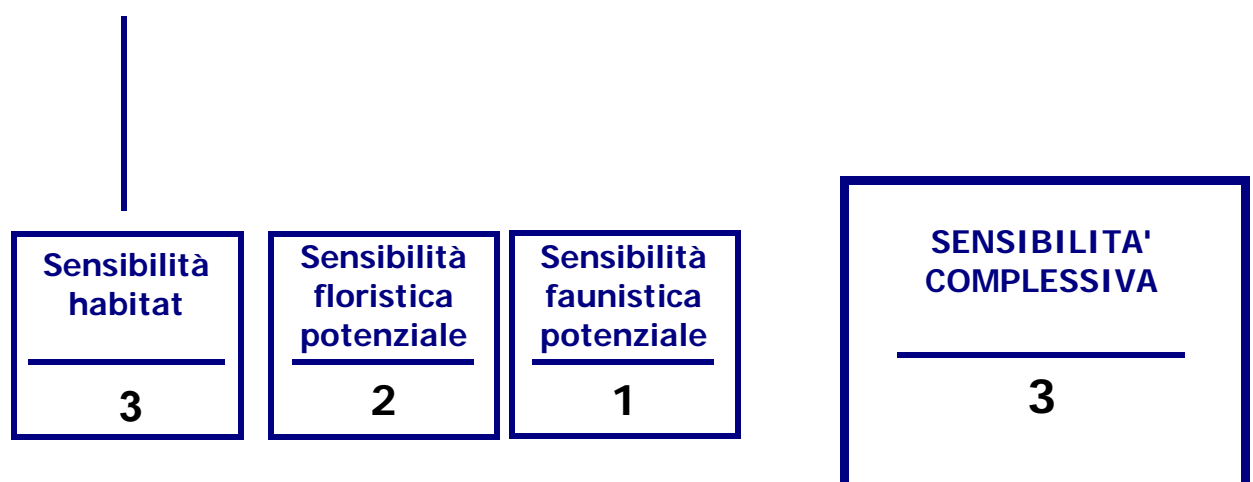 Sensibilità
habitat
3
Sensibilità
floristica
potenziale
2
Sensibilità
faunistica
potenziale
1
SENSIBILITA'
COMPLESSIVA
3